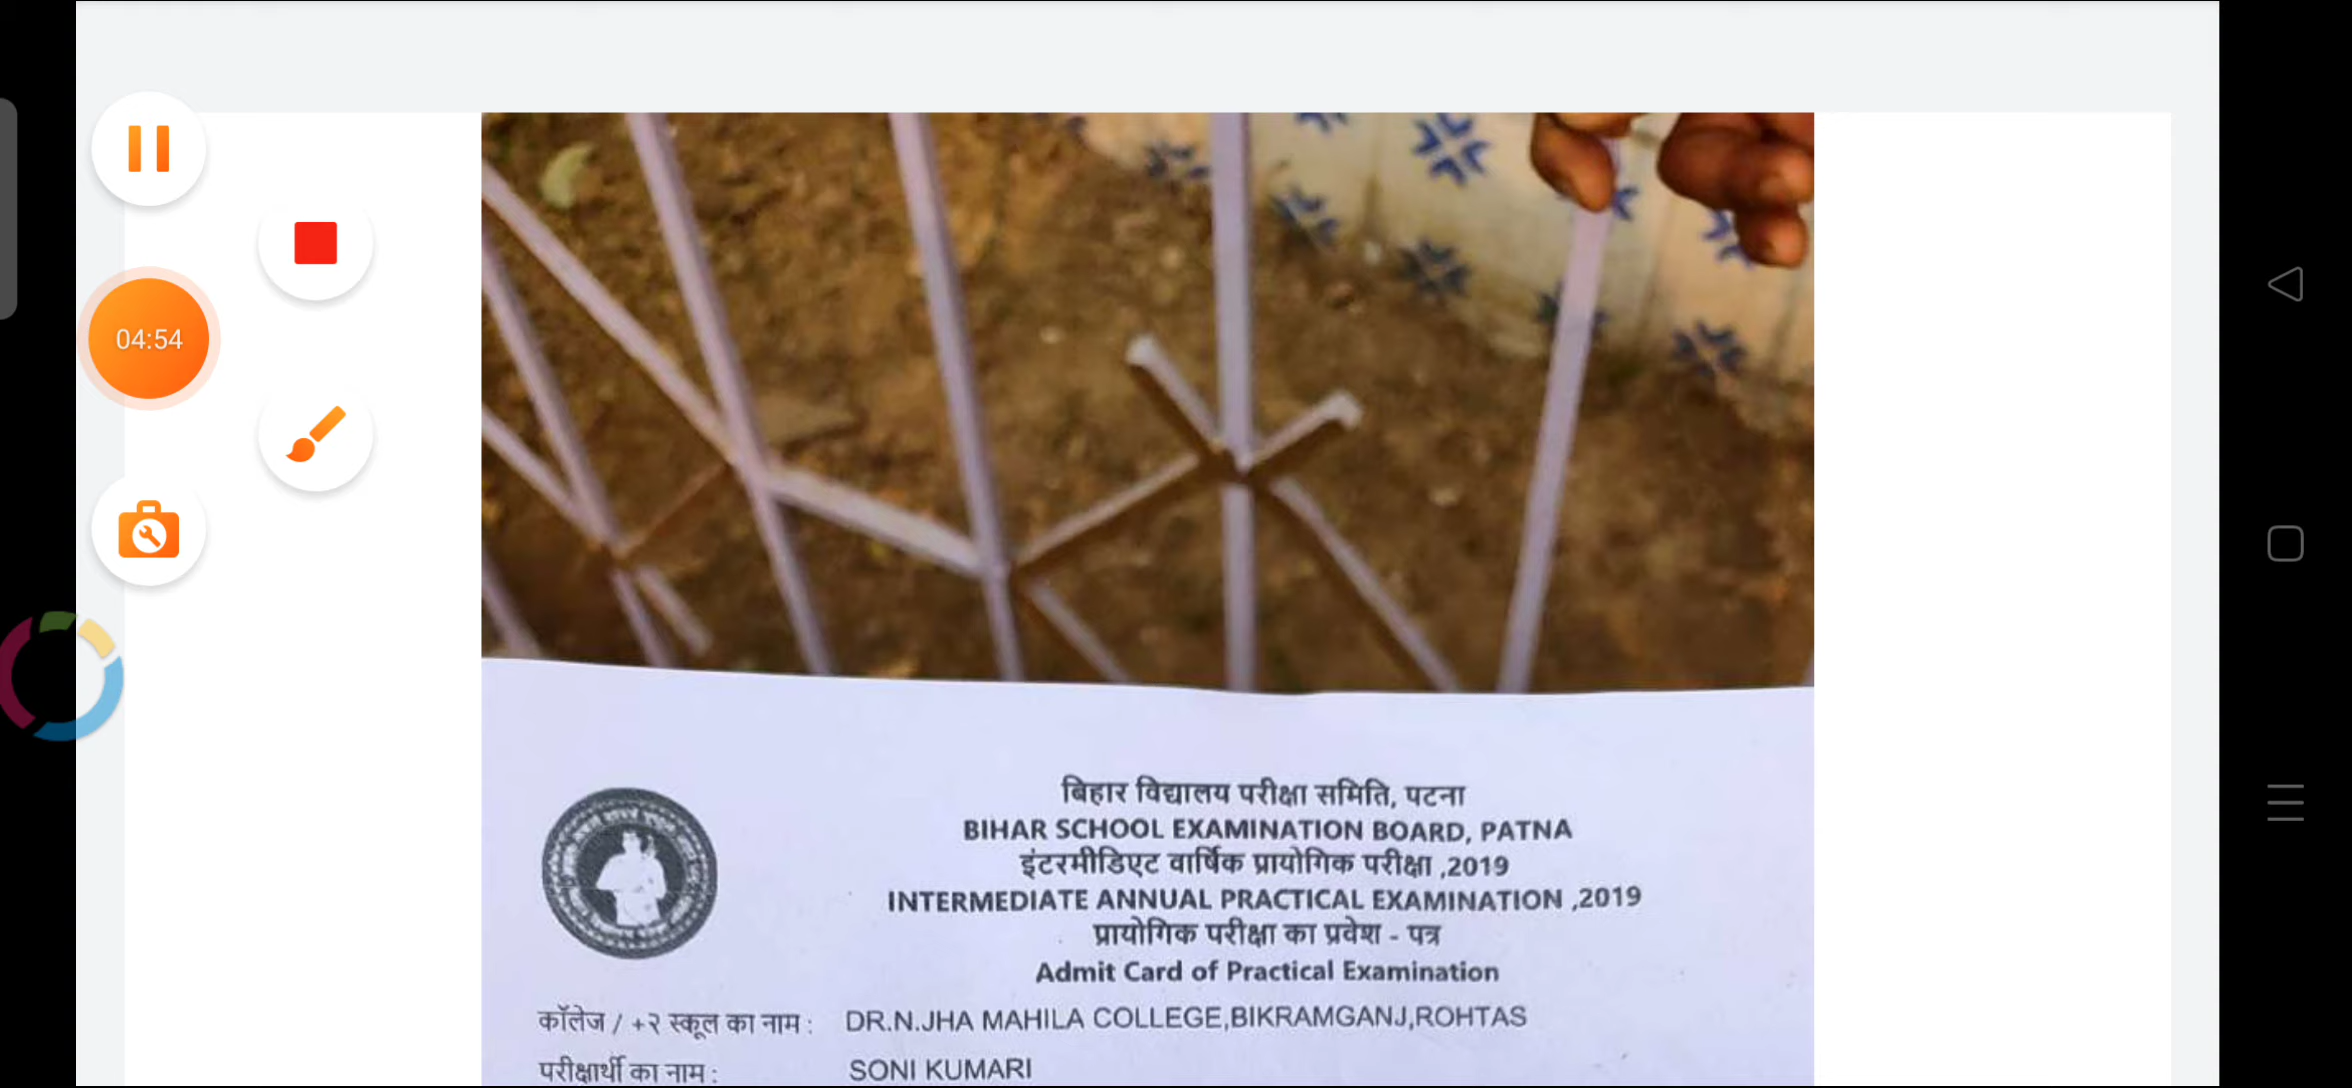 04:54
बिहार विद्यालय परीक्षा समिति, पटना
BIHAR SCHOOL EXAMINATION BOARD, PATNA
इंटरमीडिएट वार्षिक प्रायोगिक परीक्षा ,2019
INTERMEDIATE ANNUAL PRACTICAL EXAMINATION ,2019
प्रायोगिक परीक्षा का प्रवेश - पत्र
Admit Card of Practical Examination
कॉलेज / +२ स्कूल का नाम : DR.N.JHA MAHILA COLLEGE,BIKRAMGANJ,ROHTAS
परीक्षार्थी का नाम : SONI KUMARI